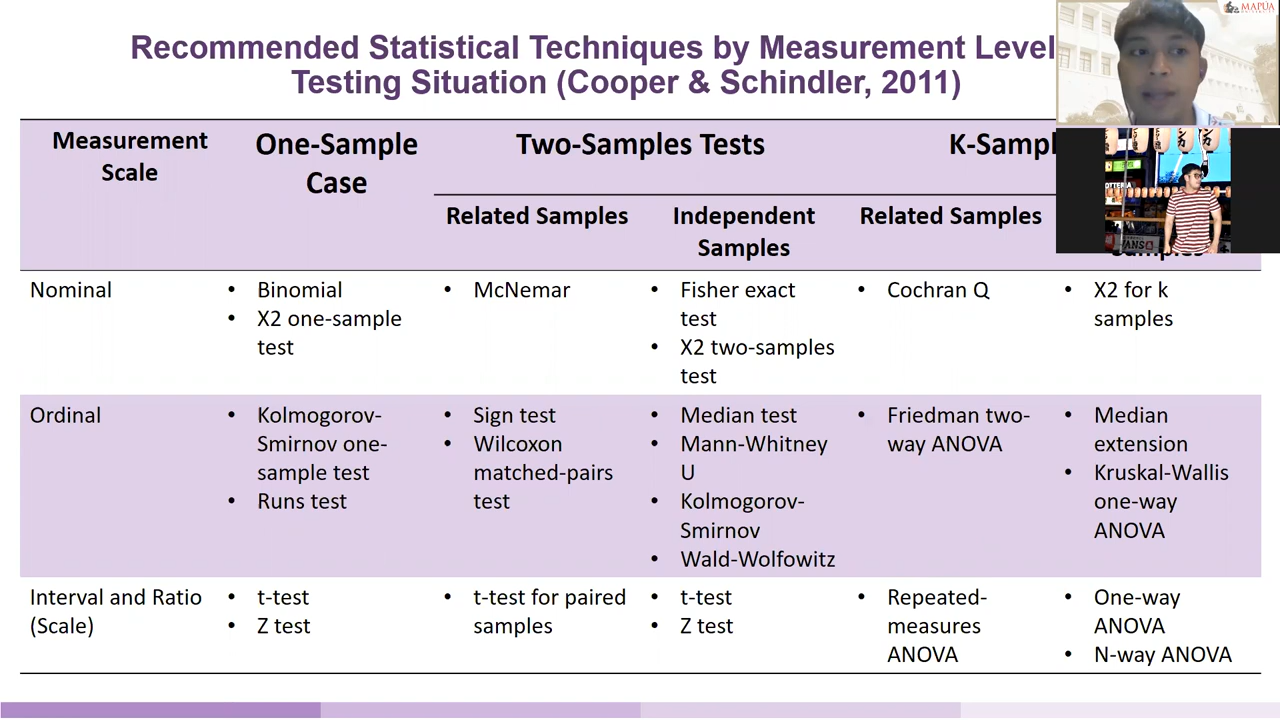 MAPÚA
UNIVERSITY
Recommended Statistical Techniques by Measurement Level
Testing Situation (Cooper & Schindler, 2011)
Measurement
Scale
One-Sample
Case
Two-Samples Tests
Related Samples
Independent
Samples
Related Samples
Samples
Nominal
• Binomial
• X2 one-sample
test
• McNemar
• Fisher exact
test
• X2 two-samples
test
• Cochran Q
• X2 for k
samples
Ordinal
• Kolmogorov-
Smirnov one-
sample test
• Runs test
• Sign test
• Wilcoxon
matched-pairs
test
• Median test
• Mann-Whitney
U
• Kolmogorov-
Smirnov
• Wald-Wolfowitz
• Friedman two-
way ANOVA
• Median
extension
• Kruskal-Wallis
one-way
ANOVA
Interval and Ratio
(Scale)
• t-test
• Z test
• t-test for paired
samples
• t-test
• Z test
• Repeated-
measures
ANOVA
• One-way
ANOVA
• N-way ANOVA